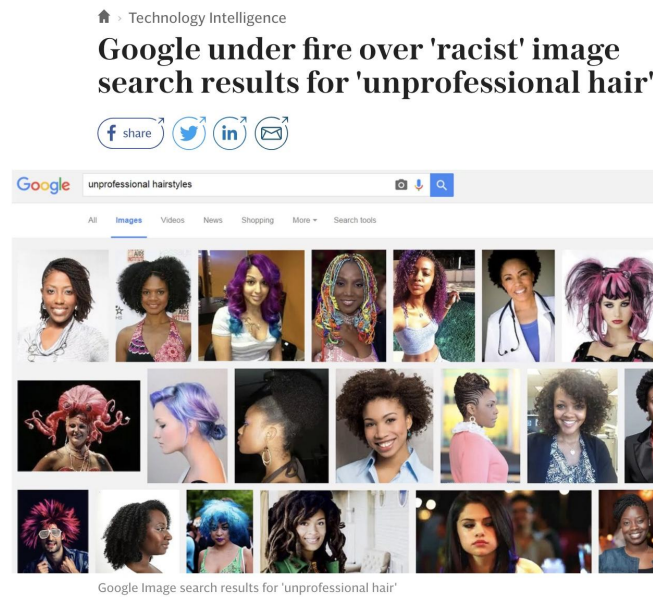 Technology Intelligence
Google under fire over 'racist' image
search results for 'unprofessional hair'
share
in
Google
unprofessional hairstyles
All Images Videos News Shopping More Search tools
Google Image search results for 'unprofessional hair'